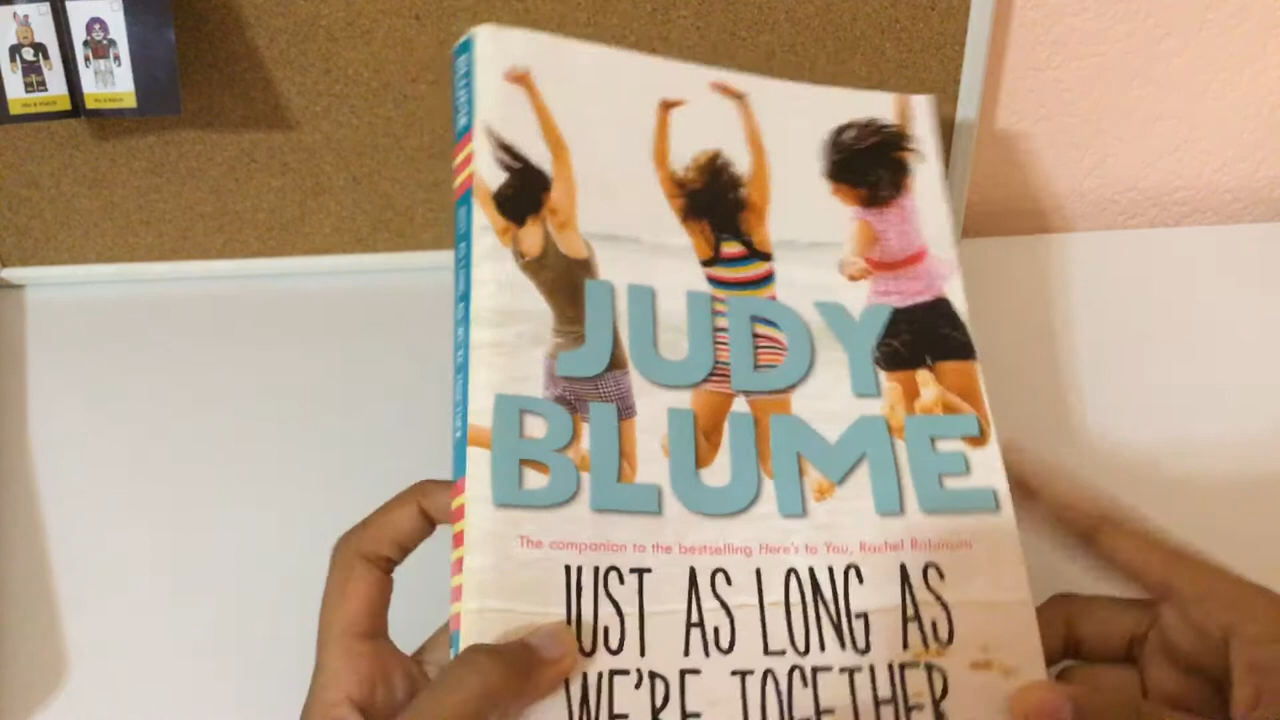 JUDY
BLUME
The companion to the bestselling Here's to You, Rachel Robinson
JUST AS LONG AS
WE'RE TOGETHER